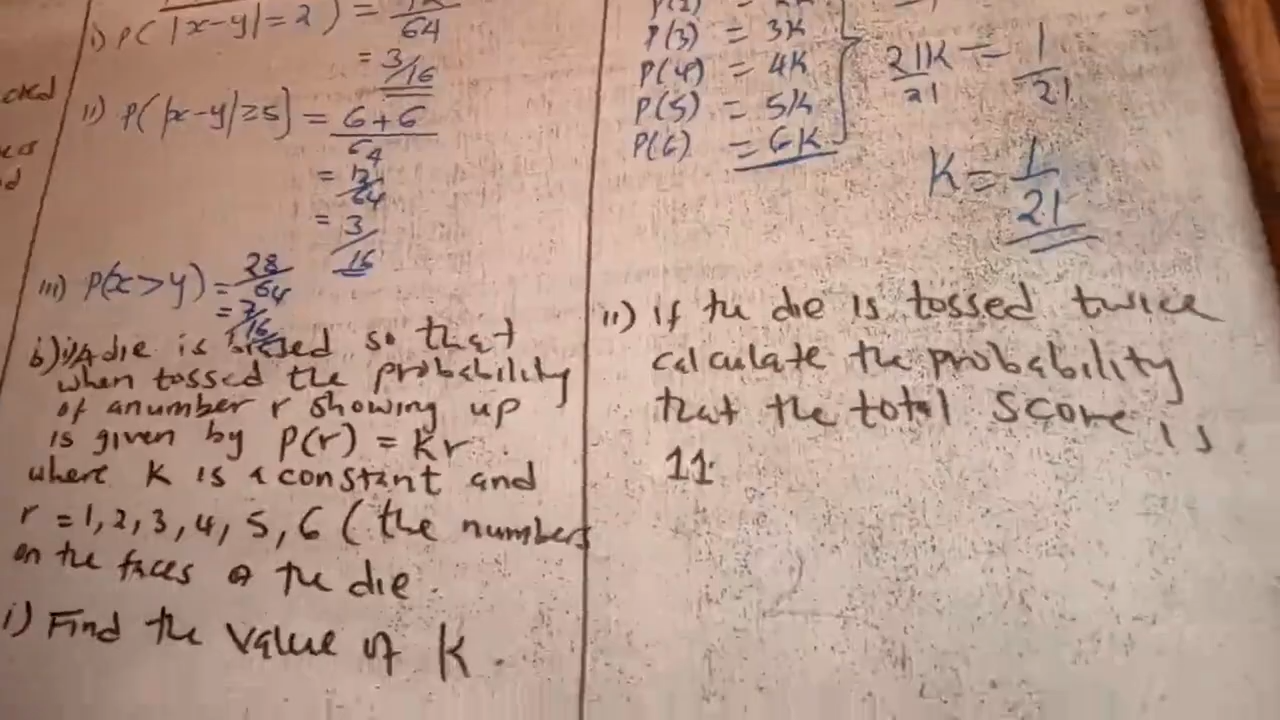 i) P(|x-y|=2) = 12/64
= 3/16
ii) P(|x-y|≥5] = 6+6
64
= 12/64
= 3/16
iii) P(x>y) = 28/64
= 7/16
b) i) A die is biased so that
when tossed the probability
of anumber r showing up
is given by P(r) = Kr
where K is a constant and
r = 1, 2, 3, 4, 5, 6 (the numbers
on the faces of the die.
i) Find the value of K.
P(3) = 3K
P(4) = 4K
P(5) = 5K
P(6) = 6K
21K/21 = 1/21
K = 1/21
ii) if the die is tossed twice
calculate the probability
that the total score is
11.